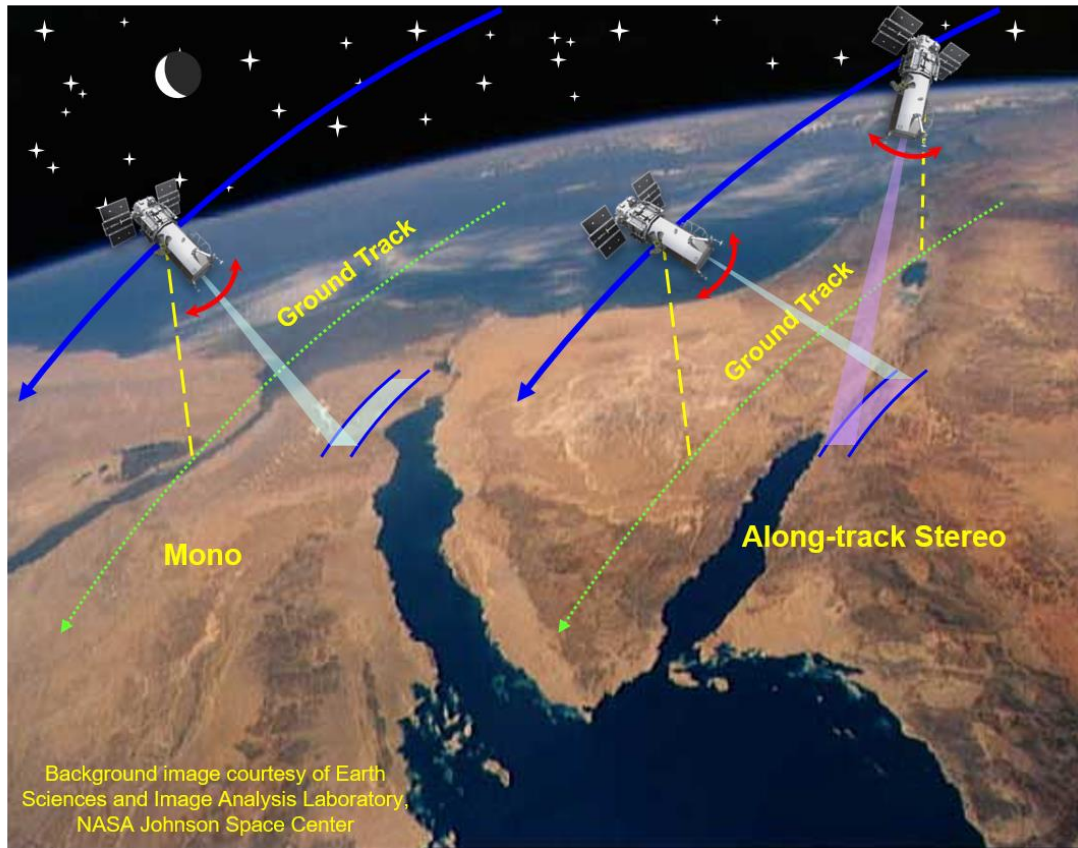 Ground Track
Ground Track
Mono
Along-track Stereo
Background image courtesy of Earth
Sciences and Image Analysis Laboratory,
NASA Johnson Space Center